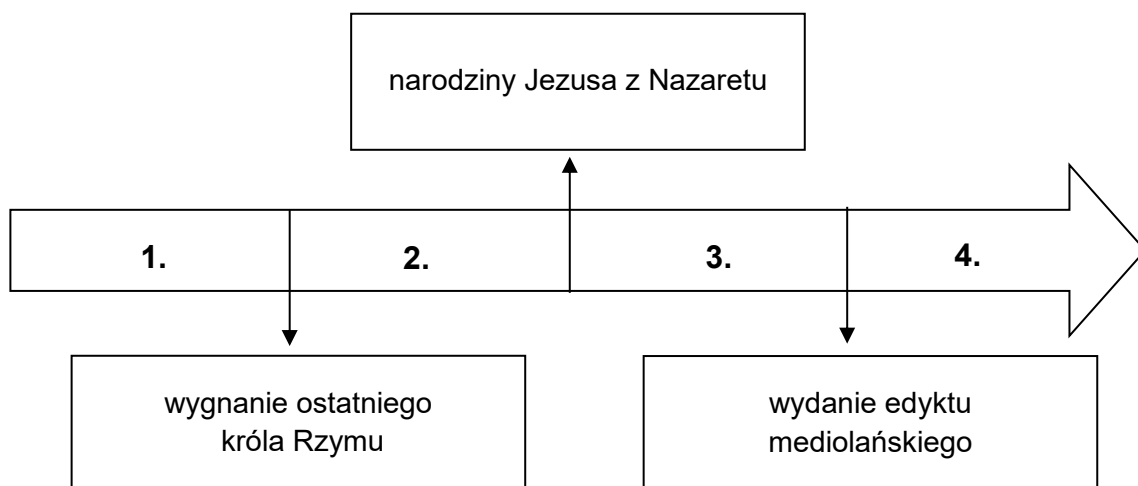 narodziny Jezusa z Nazaretu
1.
2.
3.
4.
wygnanie ostatniego
króla Rzymu
wydanie edyktu
mediolańskiego